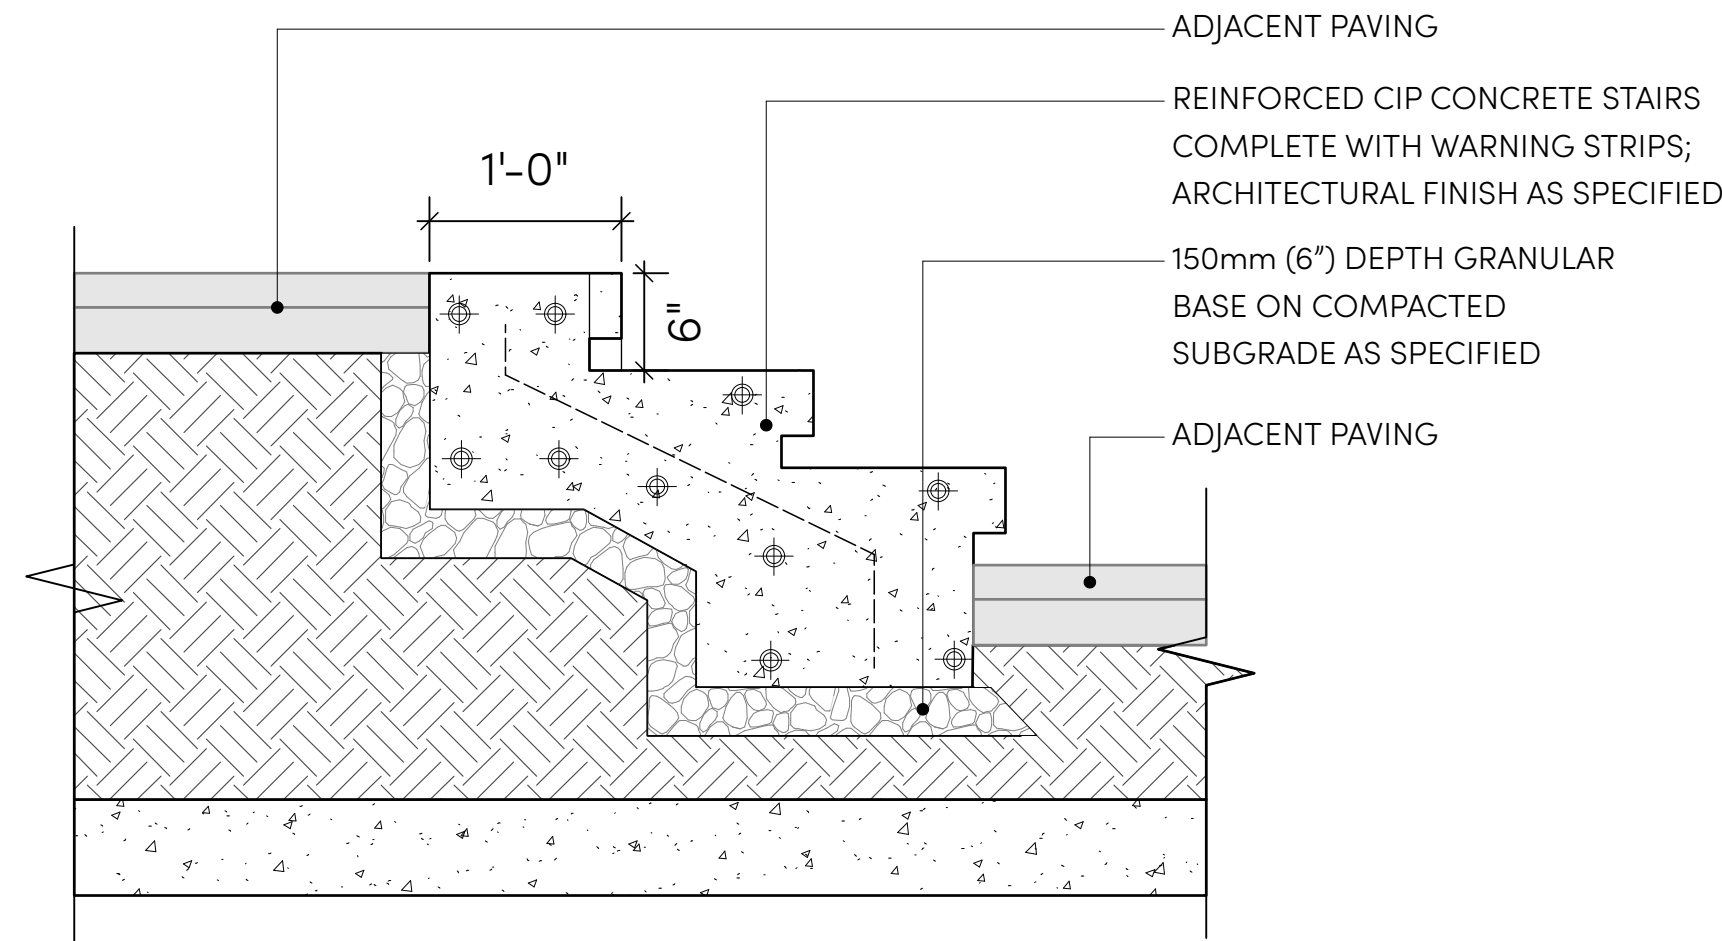 ADJACENT PAVING
REINFORCED CIP CONCRETE STAIRS
COMPLETE WITH WARNING STRIPS;
ARCHITECTURAL FINISH AS SPECIFIED
1'-0"
150mm (6”) DEPTH GRANULAR
BASE ON COMPACTED
SUBGRADE AS SPECIFIED
6"
ADJACENT PAVING